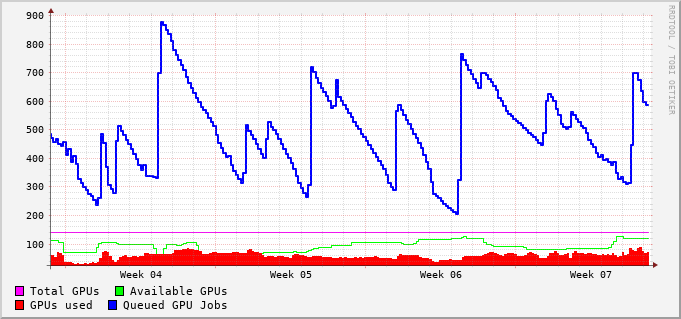 900
800
700
600
500
400
300
200
100
Week 04 Week 05 Week 06 Week 07
Total GPUs Available GPUs
GPUs used Queued GPU Jobs
RRDTOOL / TOBI OETIKER